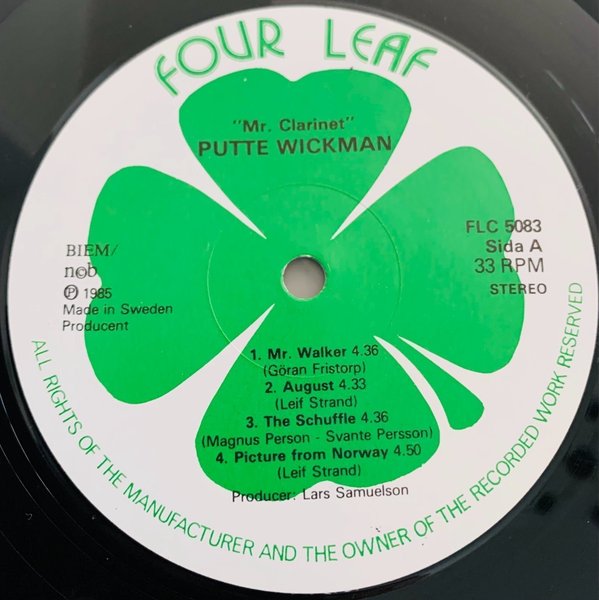 FOUR LEAF
"Mr. Clarinet"
PUTTE WICKMAN
FLC 5083
Sida A
33 RPM
STEREO
BIEM/
n©b
℗ 1985
Made in Sweden
Producent
1. Mr. Walker 4.36
(Göran Fristorp)
2. August 4.33
(Leif Strand)
3. The Schuffle 4.36
(Magnus Person - Svante Persson)
4. Picture from Norway 4.50
(Leif Strand)
Producer: Lars Samuelson
ALL RIGHTS OF THE MANUFACTURER AND THE OWNER OF THE RECORDED WORK RESERVED